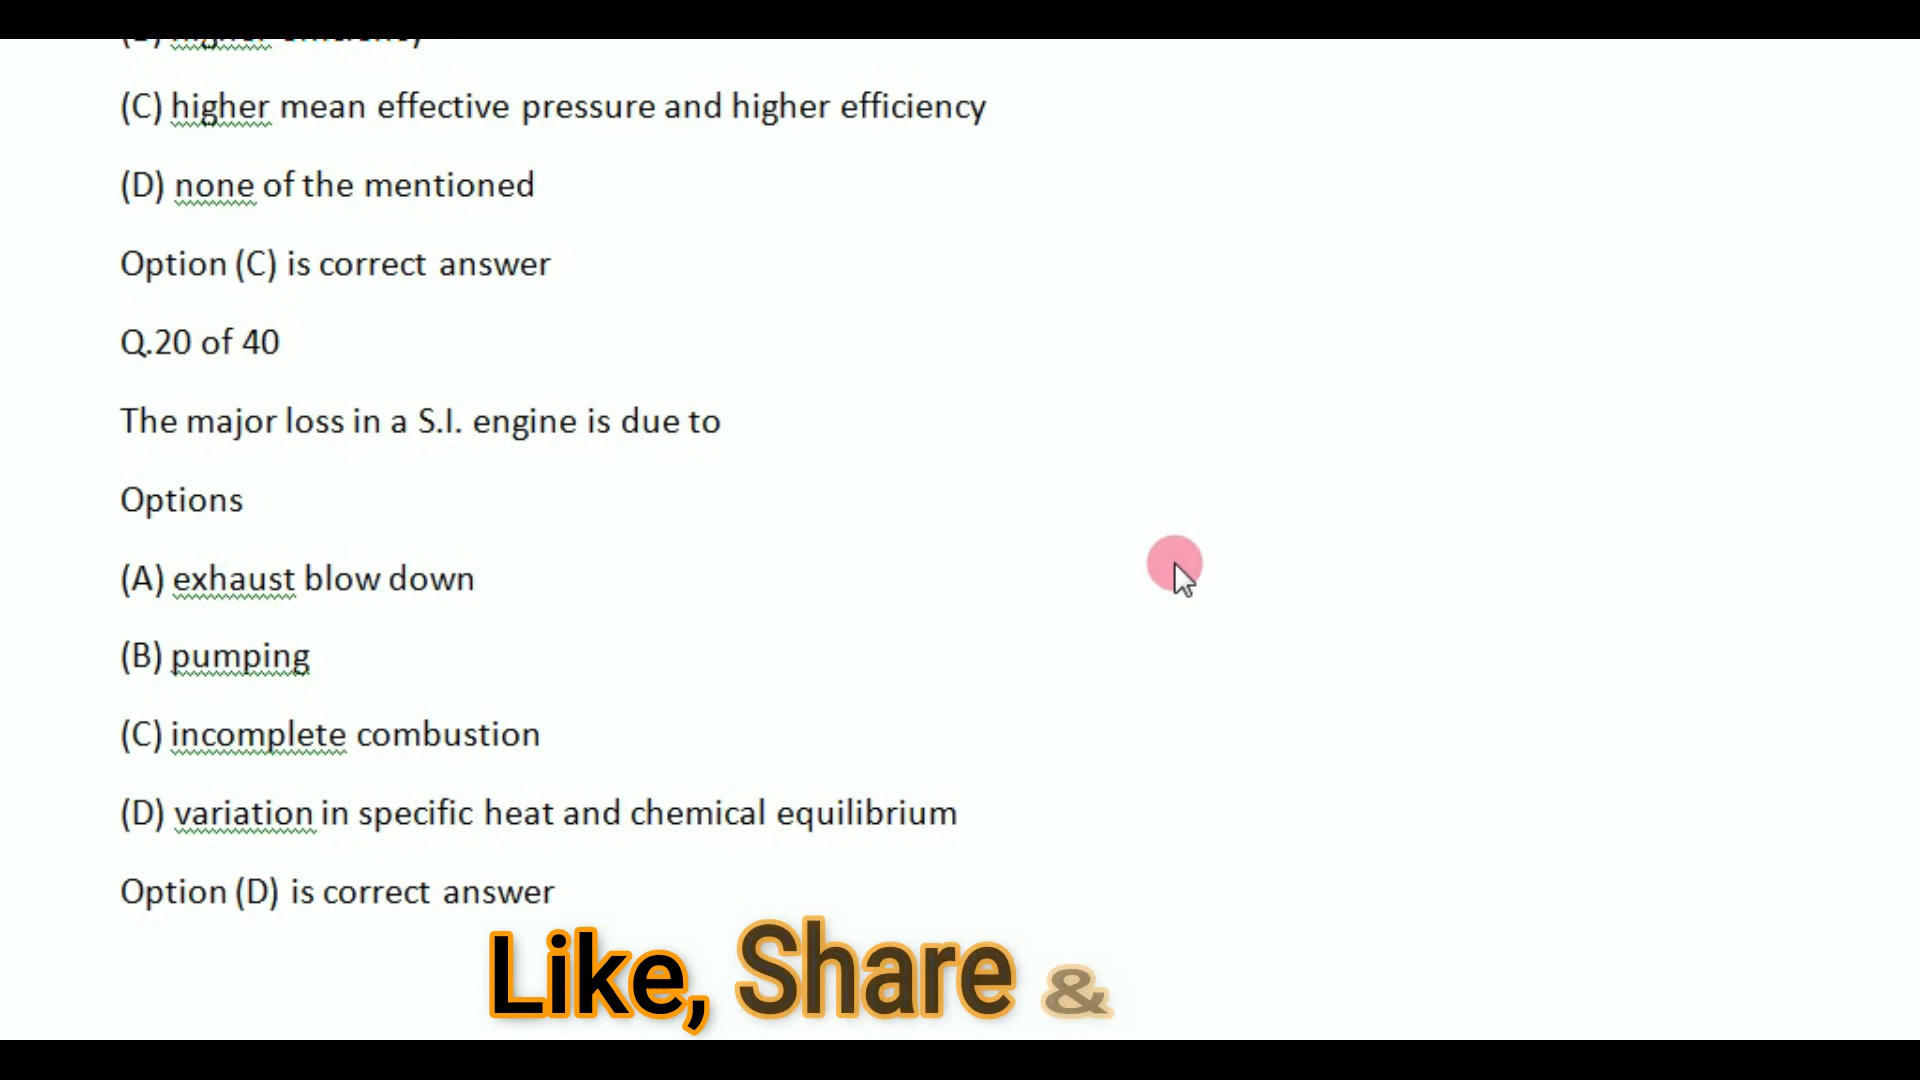 (C) higher mean effective pressure and higher efficiency
(D) none of the mentioned
Option (C) is correct answer
Q.20 of 40
The major loss in a S.I. engine is due to
Options
(A) exhaust blow down
(B) pumping
(C) incomplete combustion
(D) variation in specific heat and chemical equilibrium
Option (D) is correct answer
Like, Share &